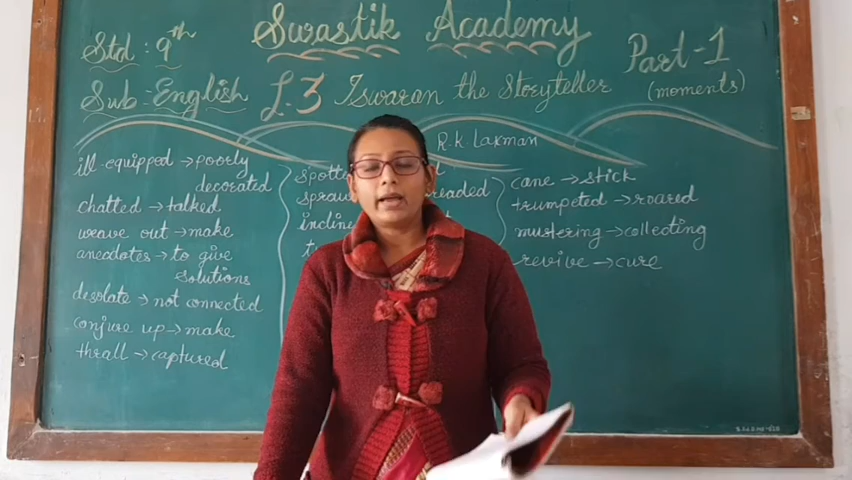 Swastik Academy
Std : 9th
Part-1
Sub :- English
L.3 Iswaran the Storyteller
(moments)
R.K. Laxman
ill-equipped → poorly
decorated
chatted → talked
weave out → make
anecdotes → to give
solutions
desolate → not connected
conjure up → make
thrall → captured
cane → stick
trumpeted → roared
mustering → collecting
revive → cure